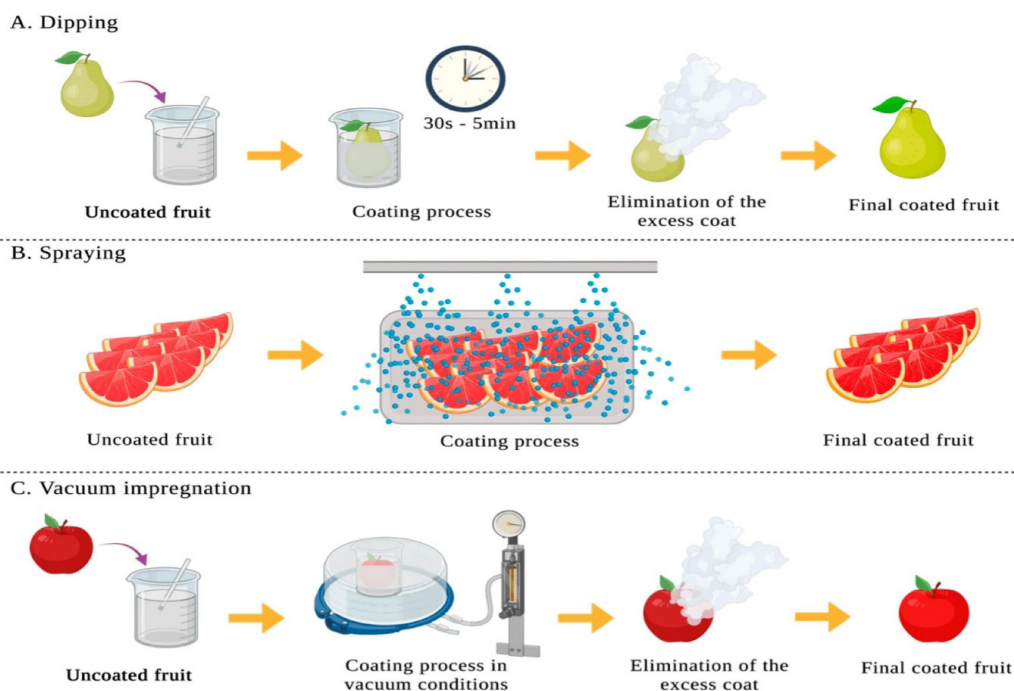 A. Dipping
30s - 5min
Uncoated fruit
Coating process
Elimination of the
excess coat
Final coated fruit
B. Spraying
Uncoated fruit
Coating process
Final coated fruit
C. Vacuum impregnation
Uncoated fruit
Coating process in
vacuum conditions
Elimination of the
excess coat
Final coated fruit